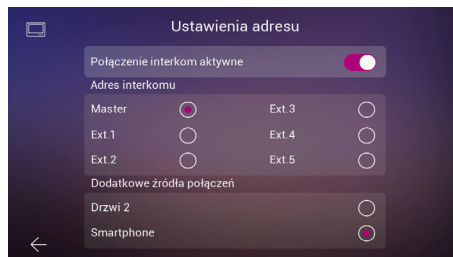 Ustawienia adresu
Połączenie interkom aktywne
Adres interkomu
Master Ext.3
Ext.1 Ext.4
Ext.2 Ext.5
Dodatkowe źródła połączeń
Drzwi 2
Smartphone